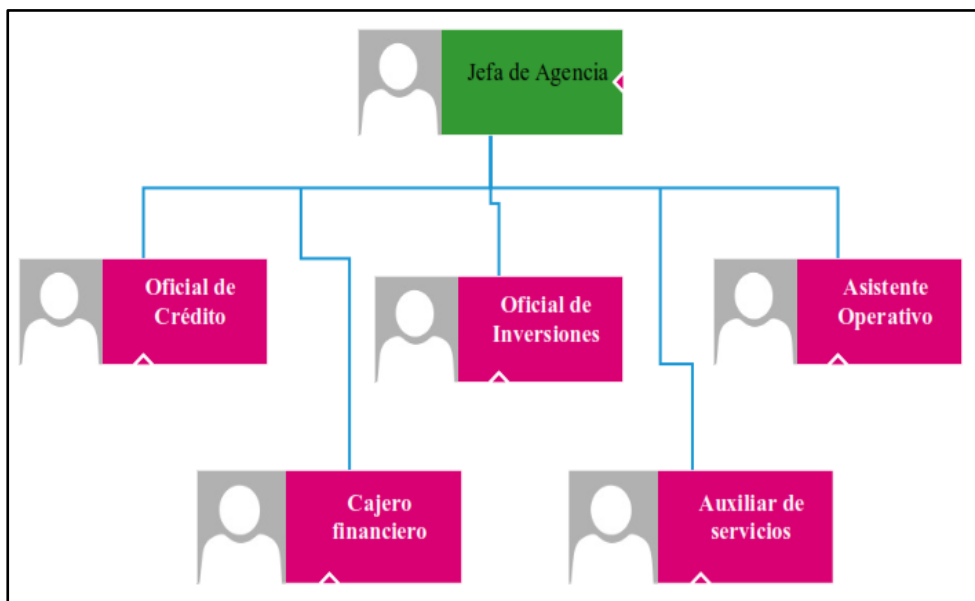 Jefa de Agencia
Oficial de
Crédito
Oficial de
Inversiones
Asistente
Operativo
Cajero
financiero
Auxiliar de
servicios